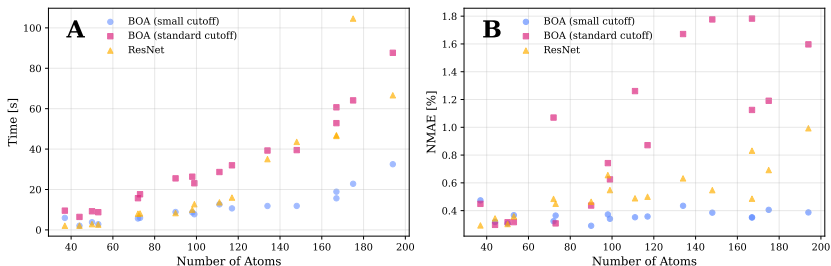 A
BOA (small cutoff)
BOA (standard cutoff)
ResNet
Time [s]
100
80
60
40
20
0
40 60 80 100 120 140 160 180 200
Number of Atoms
B
BOA (small cutoff)
BOA (standard cutoff)
ResNet
NMAE [%]
1.8
1.6
1.4
1.2
1.0
0.8
0.6
0.4
40 60 80 100 120 140 160 180 200
Number of Atoms